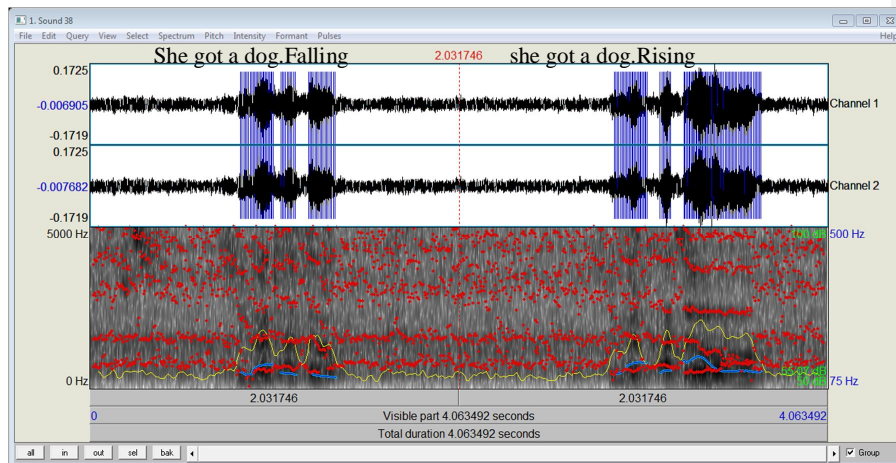 1. Sound 38
File Edit Query View Select Spectrum Pitch Intensity Formant Pulses Help
She got a dog.Falling 2.031746 she got a dog.Rising
0.1725
-0.006905 Channel 1
-0.1719
0.1725
-0.007682 Channel 2
-0.1719
5000 Hz 500 Hz
0 Hz 75 Hz
2.031746 2.031746
0 Visible part 4.063492 seconds 4.063492
Total duration 4.063492 seconds
all in out sel bak Group